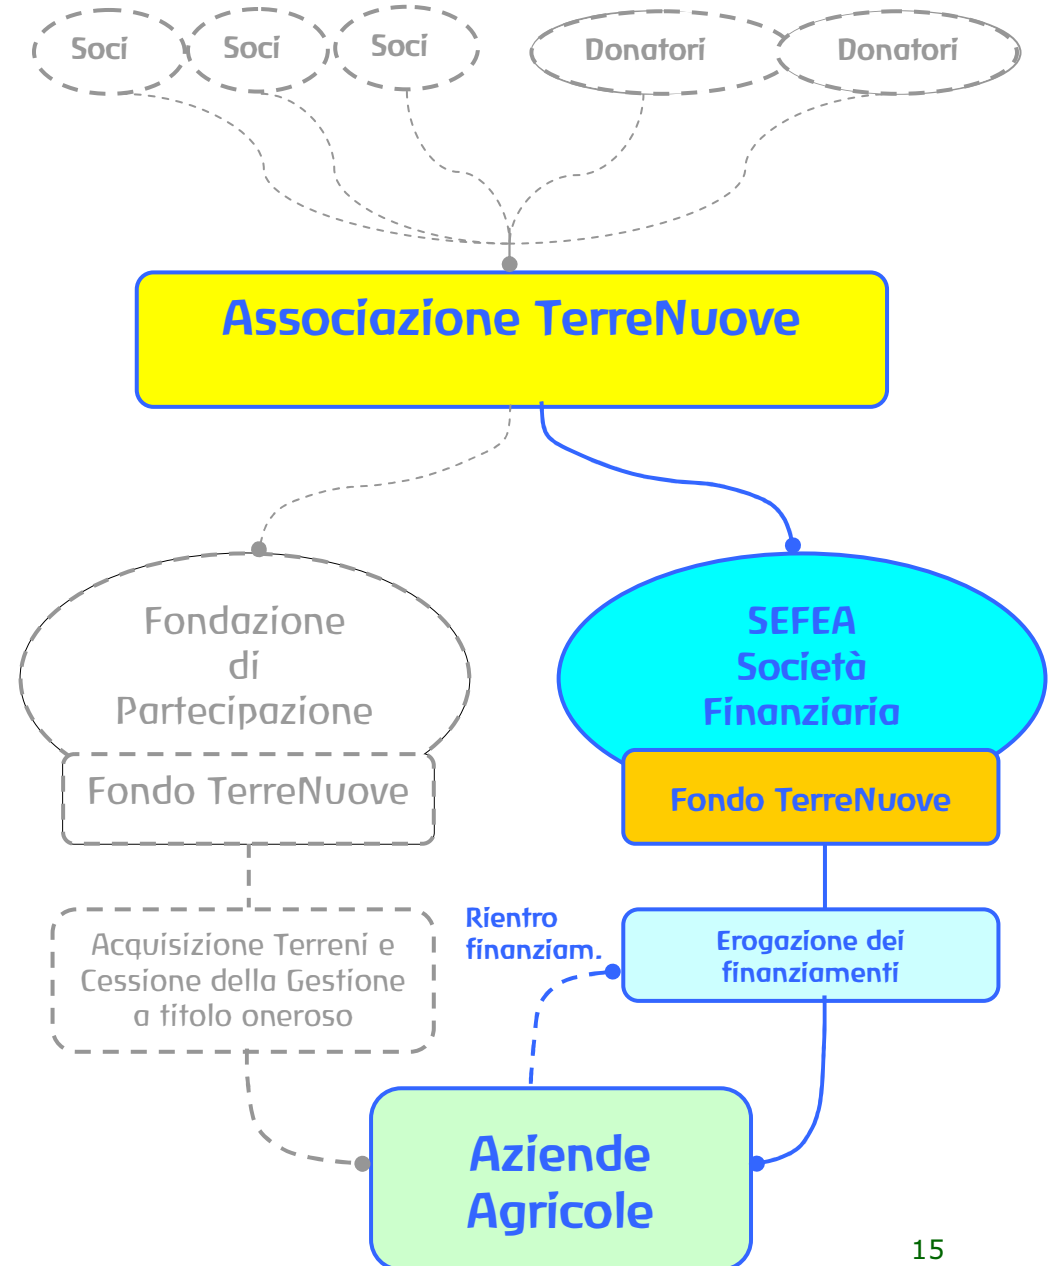 Soci
Soci
Soci
Donatori
Donatori
Associazione TerreNuove
Fondazione
di
Partecipazione
Fondo TerreNuove
SEFEA
Società
Finanziaria
Fondo TerreNuove
Acquisizione Terreni e
Cessione della Gestione
a titolo oneroso
Rientro
finanziam.
Erogazione dei
finanziamenti
Aziende
Agricole
15